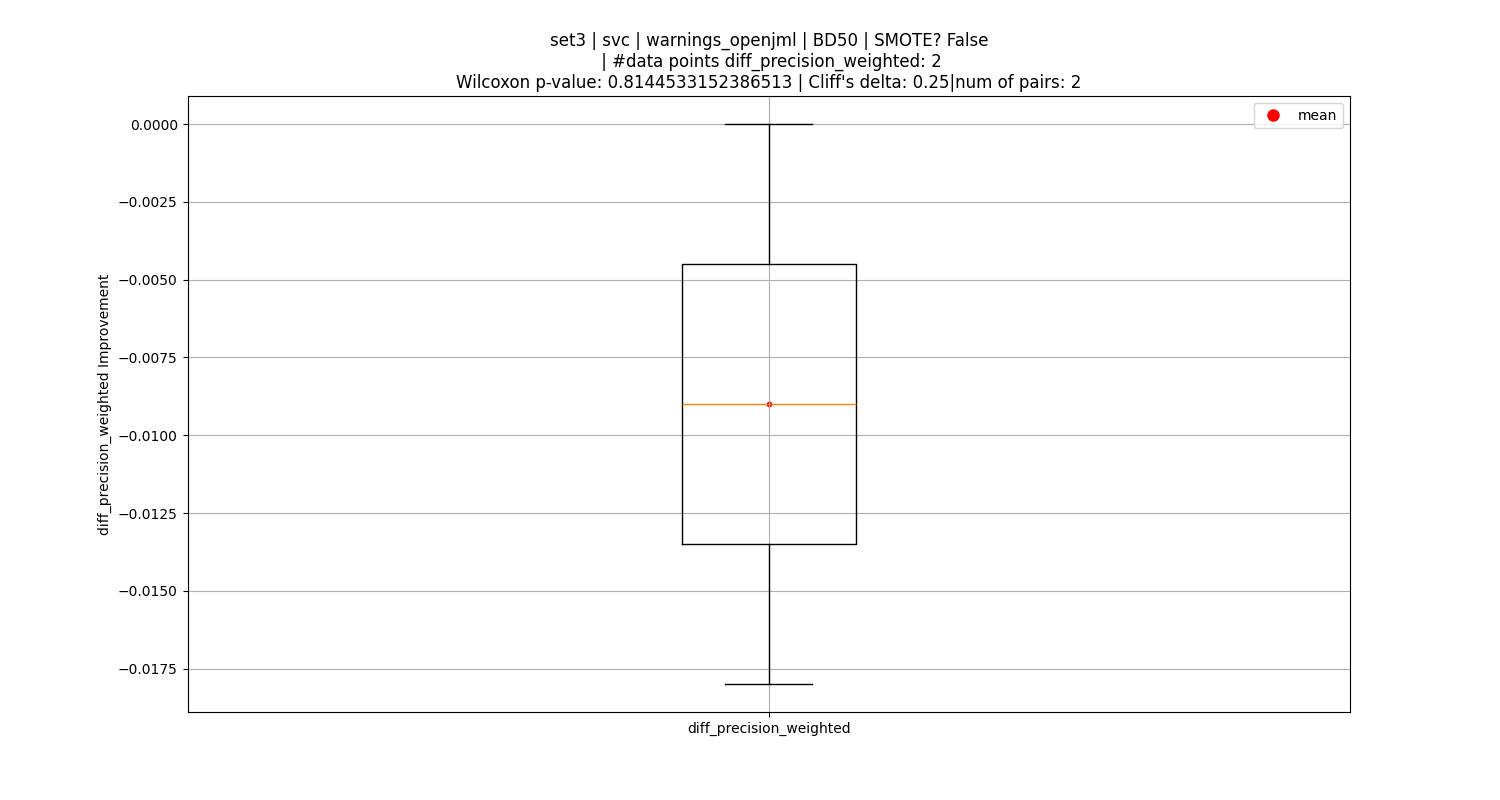 set3 | svc | warnings_openjml | BD50 | SMOTE? False
| #data points diff_precision_weighted: 2
Wilcoxon p-value: 0.8144533152386513 | Cliff's delta: 0.25|num of pairs: 2
mean
0.0000
−0.0025
−0.0050
−0.0075
−0.0100
−0.0125
−0.0150
−0.0175
diff_precision_weighted Improvement
diff_precision_weighted